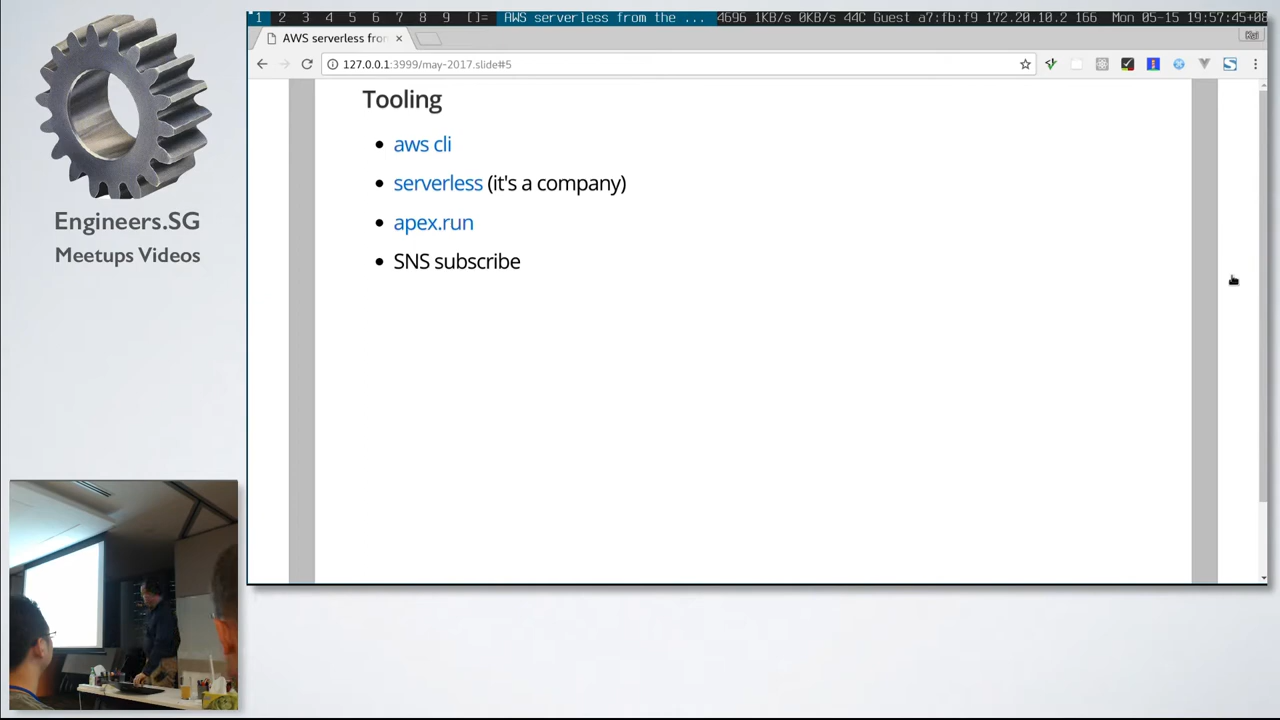 1 2 3 4 5 6 7 8 9 []= AWS serverless from the ... 4696 1KB/s 0KB/s 44C Guest a7:fb:f9 172.20.10.2 166 Mon 05-15 19:57:45+08
AWS serverless fror
Kai
127.0.0.1:3999/may-2017.slide#5
Tooling
aws cli
serverless (it's a company)
apex.run
SNS subscribe
Engineers.SG
Meetups Videos